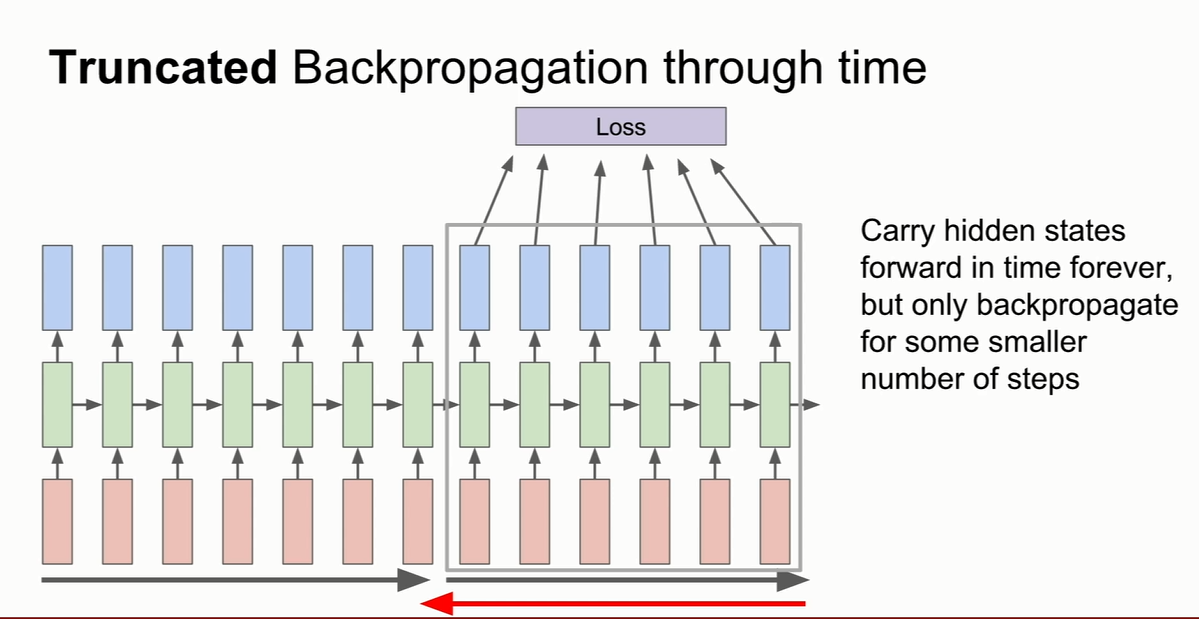 Truncated Backpropagation through time
Loss
Carry hidden states
forward in time forever,
but only backpropagate
for some smaller
number of steps